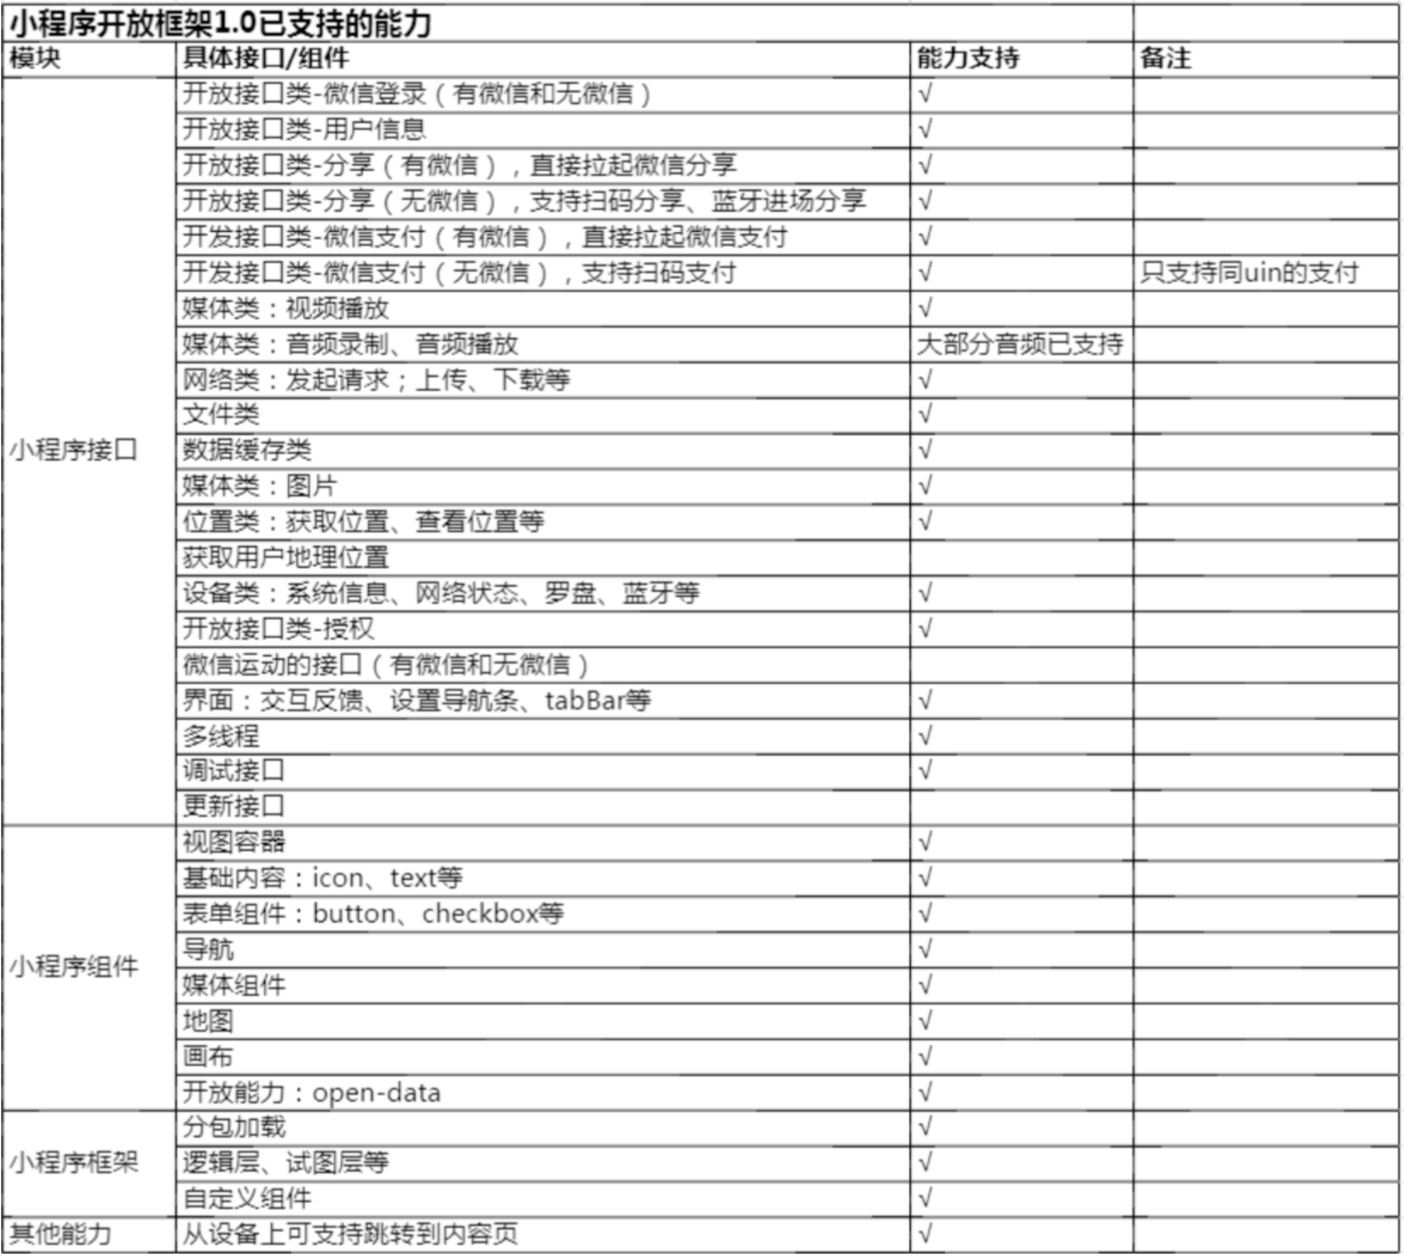 小程序开放框架1.0已支持的能力
模块 具体接口/组件 能力支持 备注
小程序接口
开放接口类-微信登录（有微信和无微信） √
开放接口类-用户信息 √
开放接口类-分享（有微信），直接拉起微信分享 √
开放接口类-分享（无微信），支持扫码分享、蓝牙进场分享 √
开发接口类-微信支付（有微信），直接拉起微信支付 √
开发接口类-微信支付（无微信），支持扫码支付 √ 只支持同uin的支付
媒体类：视频播放 √
媒体类：音频录制、音频播放 大部分音频已支持
网络类：发起请求；上传、下载等 √
文件类 √
数据缓存类 √
媒体类：图片 √
位置类：获取位置、查看位置等 √
获取用户地理位置
设备类：系统信息、网络状态、罗盘、蓝牙等 √
开放接口类-授权 √
微信运动的接口（有微信和无微信）
界面：交互反馈、设置导航条、tabBar等 √
多线程 √
调试接口 √
更新接口
小程序组件
视图容器 √
基础内容：icon、text等 √
表单组件：button、checkbox等 √
导航 √
媒体组件 √
地图 √
画布 √
开放能力：open-data √
小程序框架
分包加载 √
逻辑层、试图层等 √
自定义组件 √
其他能力 从设备上可支持跳转到内容页 √